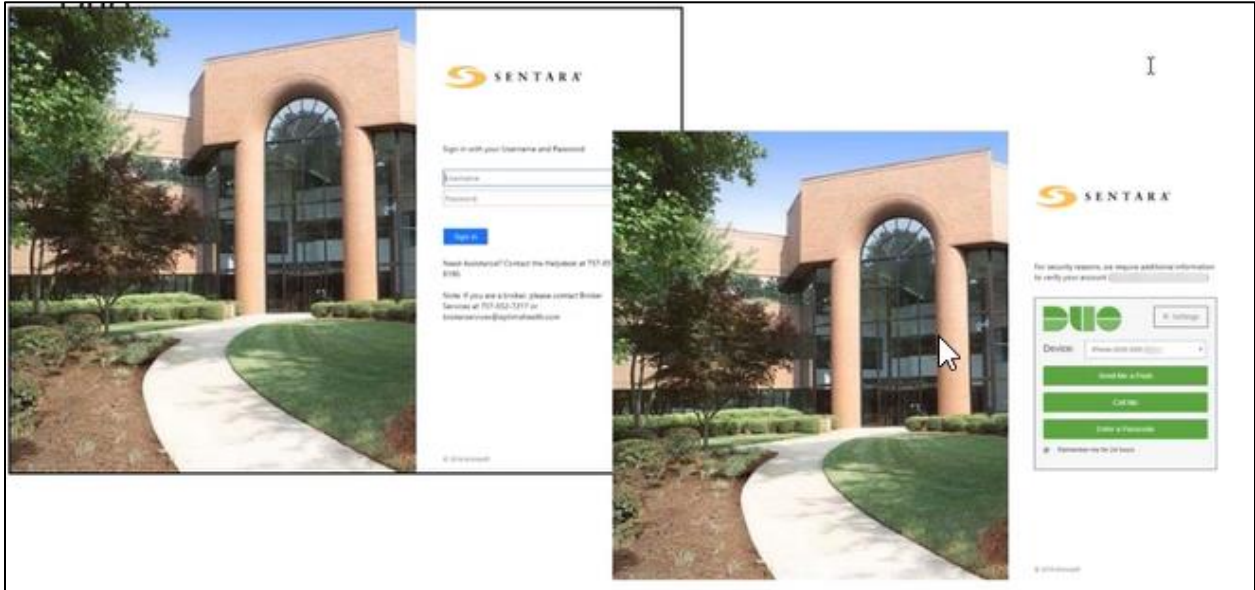 SENTARA
Sign in with your Username and Password
Username
Password
Sign in
Need Assistance? Contact the Helpdesk at
Note: If you are a broker, please contact Broker
Services at 757-552-7217 or
brokerservices@optimahealth.com
SENTARA
For security reasons, we require additional information
to verify your account
DUO
Settings
Device:
Send Me a Push
Call Me
Enter a Passcode
Remember me for 24 hours